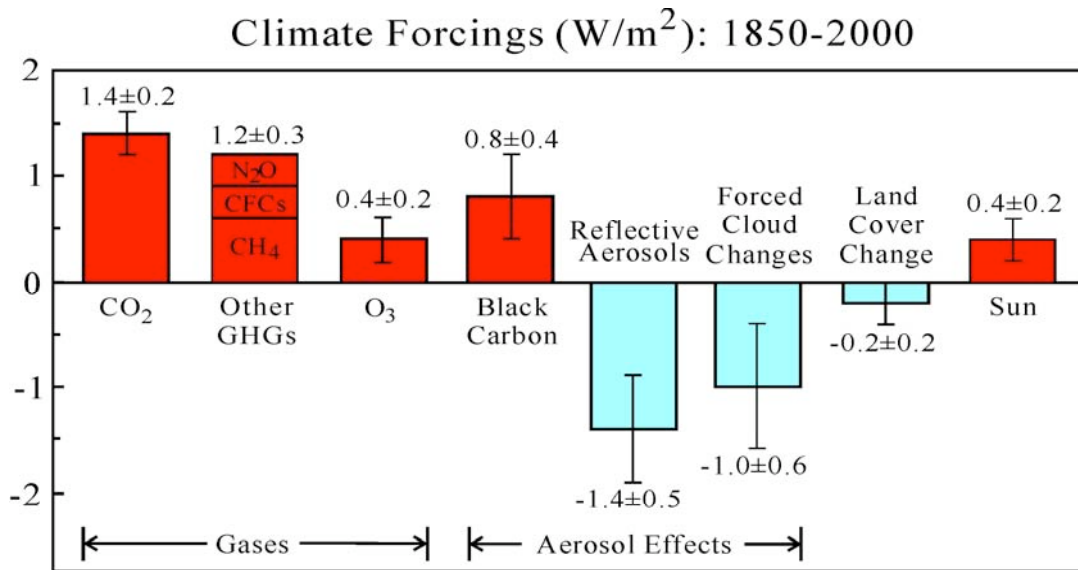 Climate Forcings (W/m²): 1850-2000
2
1
0
-1
-2
1.4±0.2
CO₂
1.2±0.3
N₂O
CFCs
CH₄
Other
GHGs
0.4±0.2
O₃
0.8±0.4
Black
Carbon
Reflective
Aerosols
-1.4±0.5
Forced
Cloud
Changes
-1.0±0.6
Land
Cover
Change
-0.2±0.2
0.4±0.2
Sun
Gases
Aerosol Effects